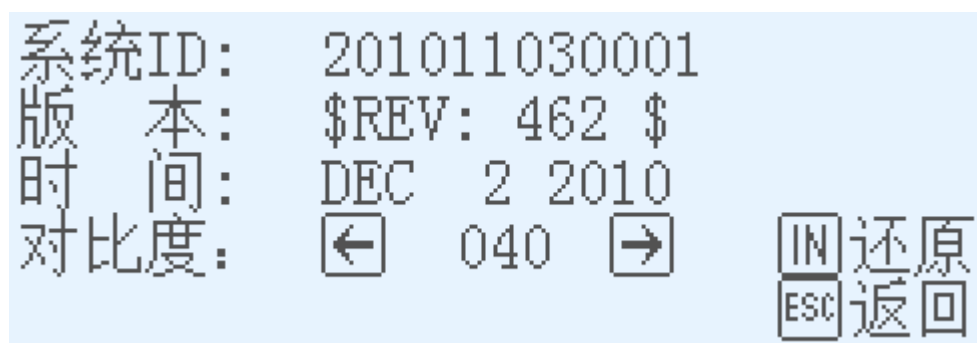 系统ID: 201011030001
版 本: $REV: 462 $
时 间: DEC 2 2010
对比度: ← 040 → IN 还原
ESC 返回